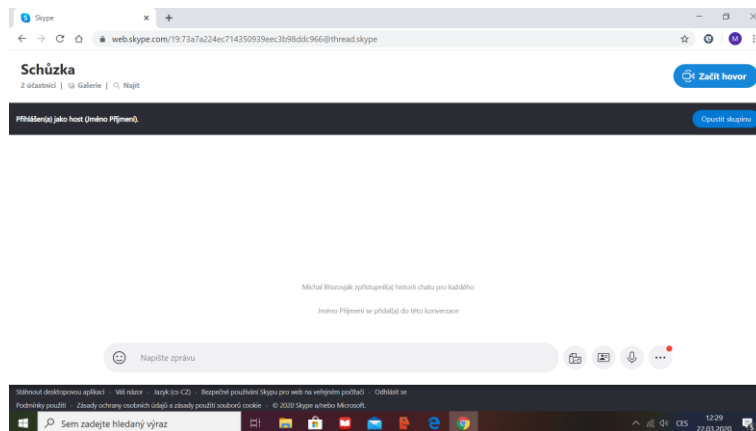 Skype
web.skype.com/19:73a7a224ec714350939eec3b98ddc966@thread.skype
M
Schůzka
2 účastníci | Galerie | Najít
Začít hovor
Přihlášen(a) jako host (Jméno Příjmení).
Opustit skupinu
Michal Březovják zpřístupnil(a) historii chatu pro každého
Jméno Příjmení se přidal(a) do této konverzace
Napište zprávu
Stáhnout desktopovou aplikaci - Váš názor - Jazyk (cs-CZ) - Bezpečné používání Skypu pro web na veřejném počítači - Odhlásit se
Podmínky použití - Zásady ochrany osobních údajů a zásady použití souborů cookie - © 2020 Skype a/nebo Microsoft.
Sem zadejte hledaný výraz
CES
12:29
22.03.2020